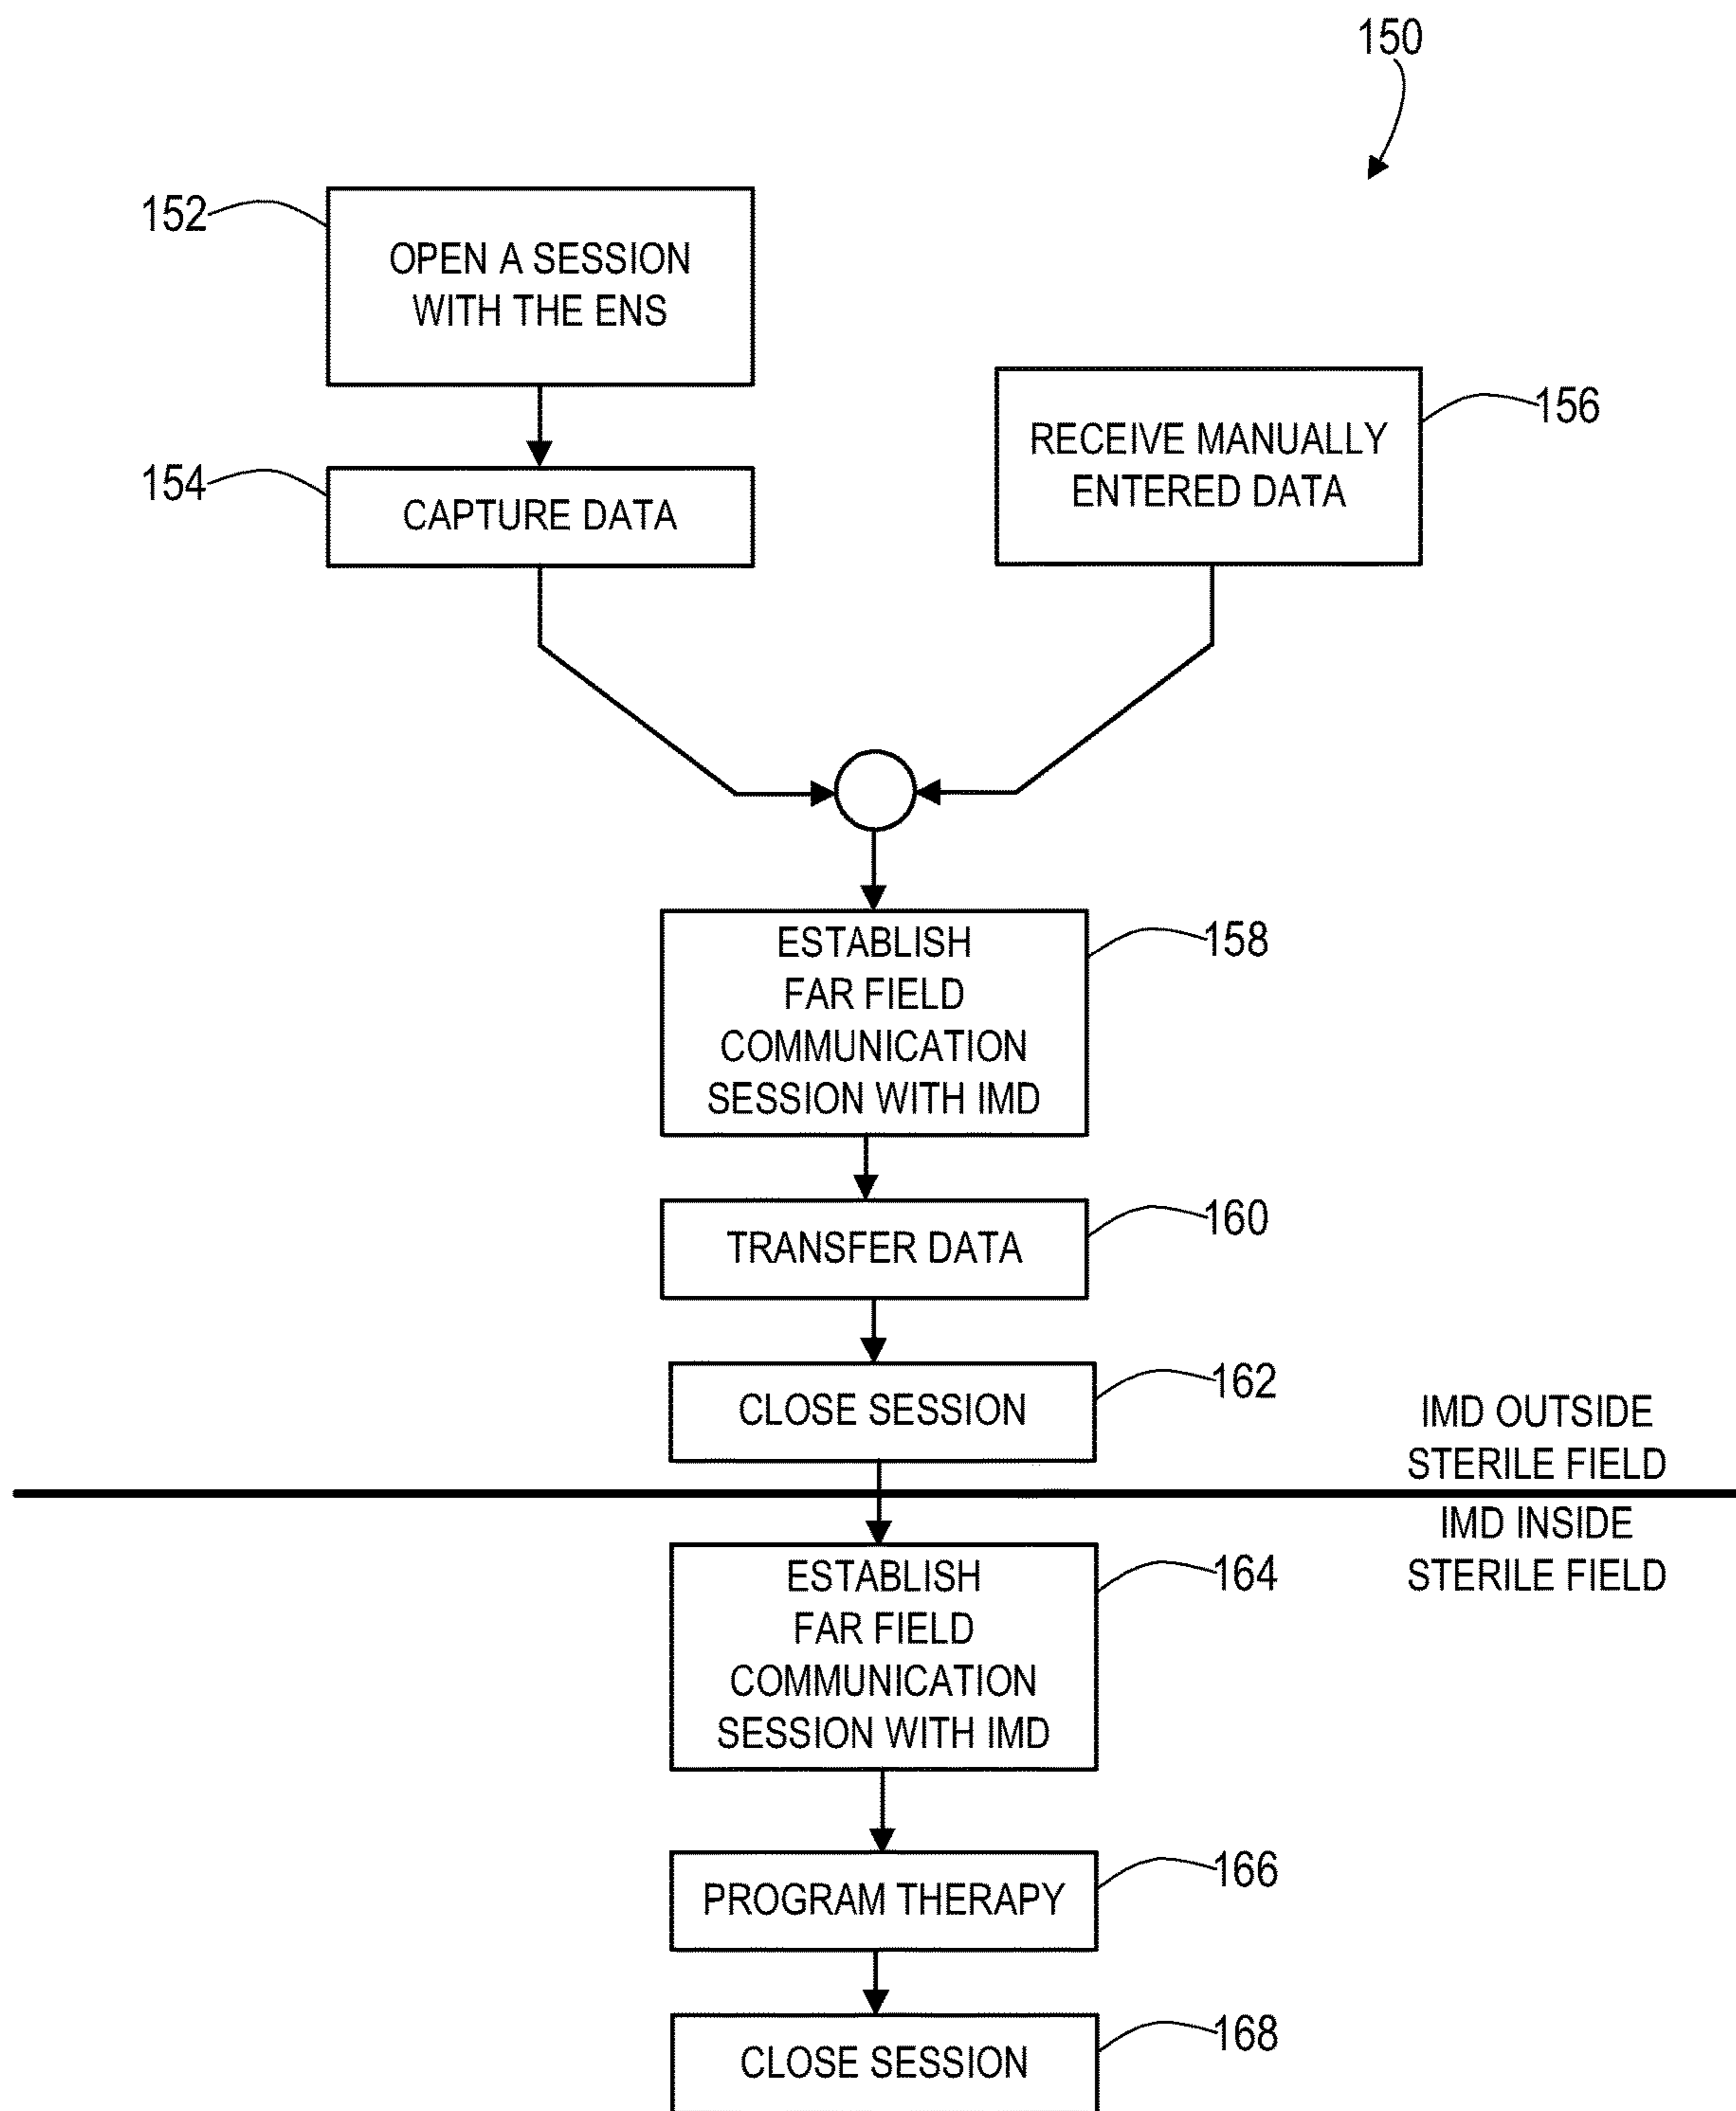 150
152
OPEN A SESSION
WITH THE ENS
154
CAPTURE DATA
156
RECEIVE MANUALLY
ENTERED DATA
158
ESTABLISH
FAR FIELD
COMMUNICATION
SESSION WITH IMD
160
TRANSFER DATA
162
CLOSE SESSION
IMD OUTSIDE
STERILE FIELD
IMD INSIDE
STERILE FIELD
164
ESTABLISH
FAR FIELD
COMMUNICATION
SESSION WITH IMD
166
PROGRAM THERAPY
168
CLOSE SESSION